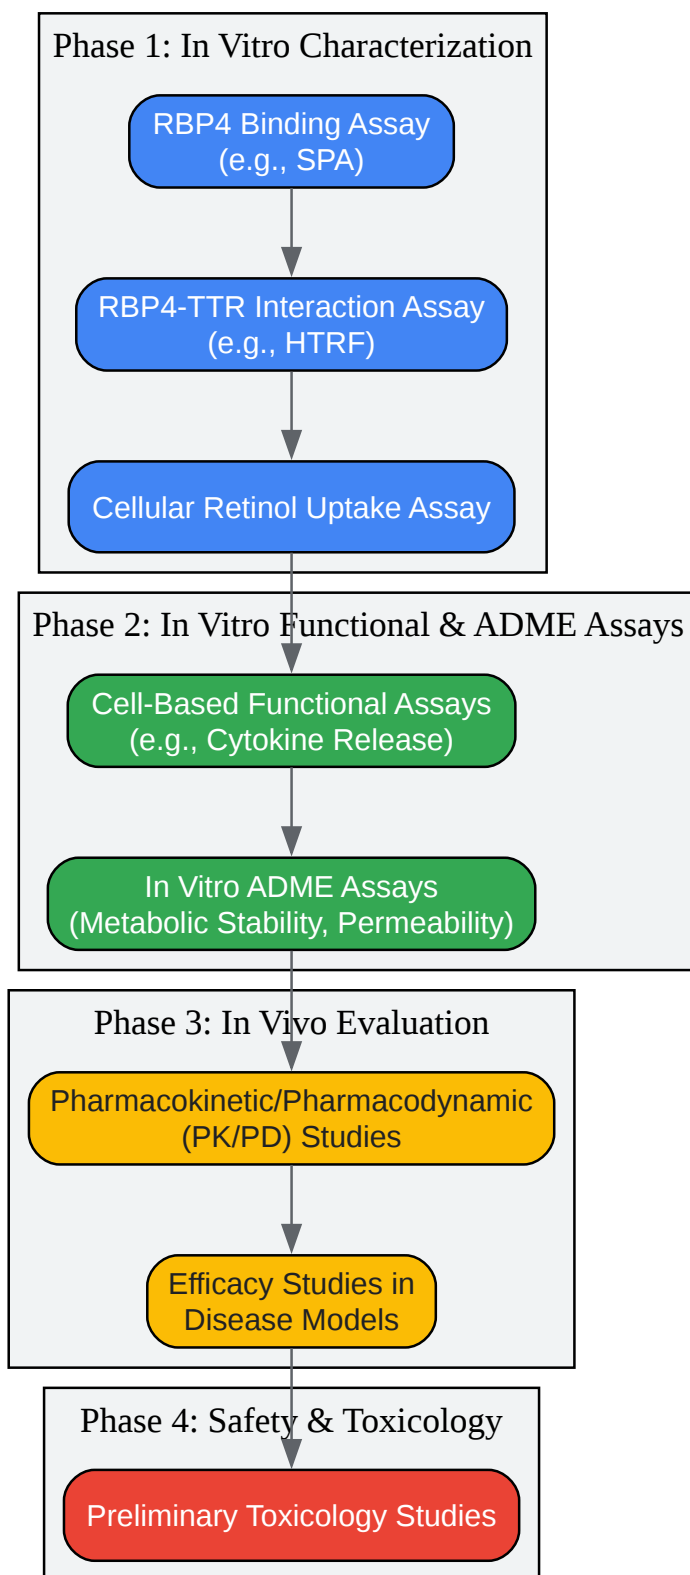 Phase 1: In Vitro Characterization
RBP4 Binding Assay
(e.g., SPA)
RBP4-TTR Interaction Assay
(e.g., HTRF)
Cellular Retinol Uptake Assay
Phase 2: In Vitro Functional & ADME Assays
Cell-Based Functional Assays
(e.g., Cytokine Release)
In Vitro ADME Assays
(Metabolic Stability, Permeability)
Phase 3: In Vivo Evaluation
Pharmacokinetic/Pharmacodynamic
(PK/PD) Studies
Efficacy Studies in
Disease Models
Phase 4: Safety & Toxicology
Preliminary Toxicology Studies